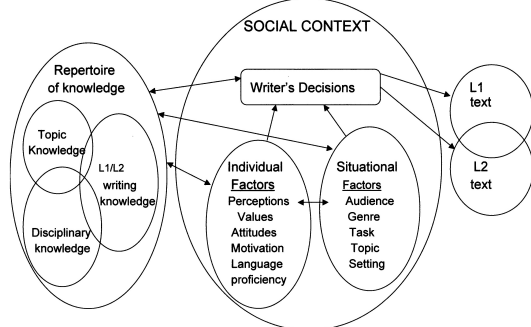 SOCIAL CONTEXT
Repertoire
of knowledge
Topic
Knowledge
L1/L2
writing
knowledge
Disciplinary
knowledge
Writer's Decisions
Individual
Factors
Perceptions
Values
Attitudes
Motivation
Language
proficiency
Situational
Factors
Audience
Genre
Task
Topic
Setting
L1
text
L2
text